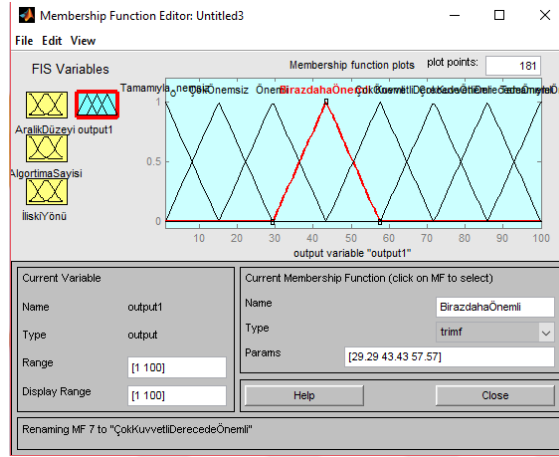 Membership Function Editor: Untitled3
File Edit View
FIS Variables
Membership function plots
plot points:
181
AralikDüzeyi
output1
AlgortimaSayisi
İliskiYönü
Tamamıyla_nemsiz
ÇokÖnemsiz
Önemli
BirazdahaÖnemli
1
0.5
0
10 20 30 40 50 60 70 80 90 100
output variable "output1"
Current Variable
Name
output1
Type
output
Range
[1 100]
Display Range
[1 100]
Current Membership Function (click on MF to select)
Name
BirazdahaÖnemli
Type
trimf
Params
[29.29 43.43 57.57]
Help
Close
Renaming MF 7 to "ÇokKuvvetliDerecedeÖnemli"